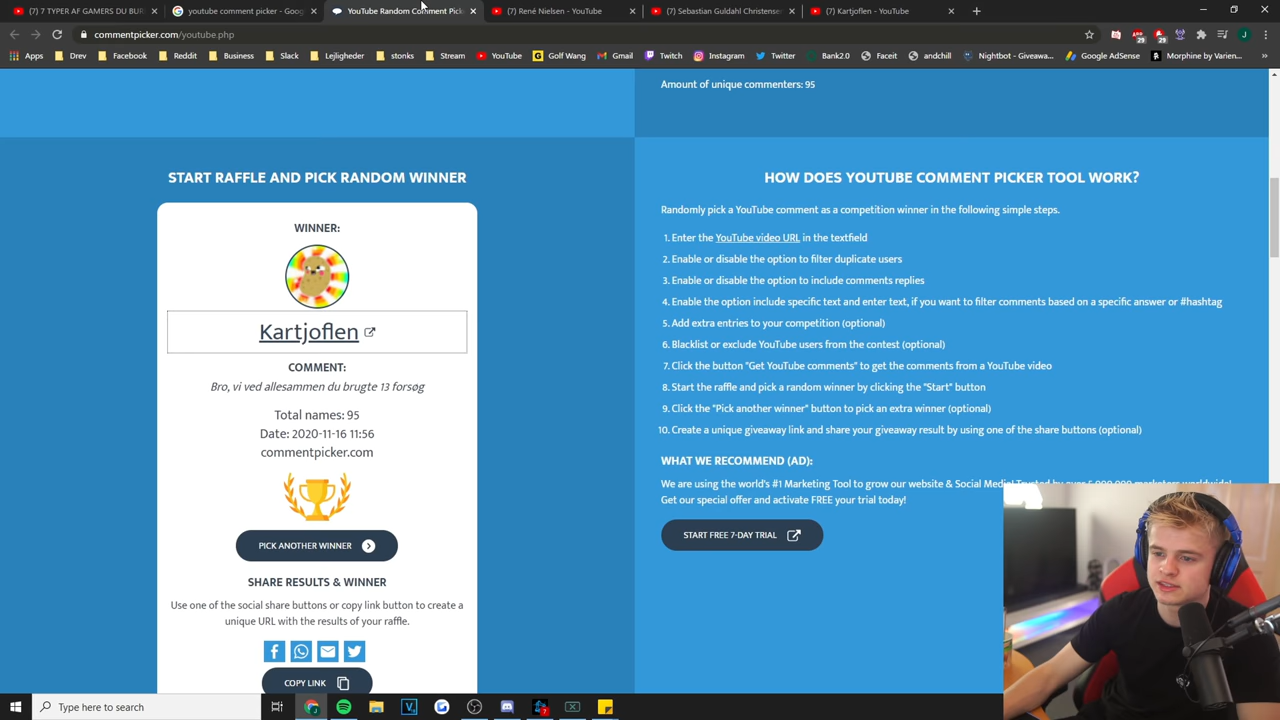 (1) 7 TYPER AF GAMERS DU BUR
youtube comment picker - Goog
YouTube Random Comment Pick
(1) René Nielsen - YouTube
(1) Sebastian Guldahl Christensen
(1) Kartjoflen - YouTube
commentpicker.com/youtube.php
Apps Drev Facebook Reddit Business Skole Lejligheder stonks Stream YouTube Golf Wang Gmail Twitch Instagram Twitter Bank2.0 Faceit andchill Nightbot - Giveawa... Google AdSense Morphine by Varien...
Amount of unique commenters: 95
START RAFFLE AND PICK RANDOM WINNER
WINNER:
Kartjoflen
COMMENT:
Bro, vi ved allesammen du brugte 13 forsøg
Total names: 95
Date: 2020-11-16 11:56
commentpicker.com
PICK ANOTHER WINNER
SHARE RESULTS & WINNER
Use one of the social share buttons or copy link button to create a
unique URL with the results of your raffle.
COPY LINK
HOW DOES YOUTUBE COMMENT PICKER TOOL WORK?
Randomly pick a YouTube comment as a competition winner in the following simple steps.
1. Enter the YouTube video URL in the textfield
2. Enable or disable the option to filter duplicate users
3. Enable or disable the option to include comments replies
4. Enable the option include specific text and enter text, if you want to filter comments based on a specific answer or #hashtag
5. Add extra entries to your competition (optional)
6. Blacklist or exclude YouTube users from the contest (optional)
7. Click the button "Get YouTube comments" to get the comments from a YouTube video
8. Start the raffle and pick a random winner by clicking the "Start" button
9. Click the "Pick another winner" button to pick an extra winner (optional)
10. Create a unique giveaway link and share your giveaway result by using one of the share buttons (optional)
WHAT WE RECOMMEND (AD):
We are using the world's #1 Marketing Tool to grow our website & Social Media! Trusted by over
Get our special offer and activate FREE your trial today!
START FREE 7-DAY TRIAL
Type here to search